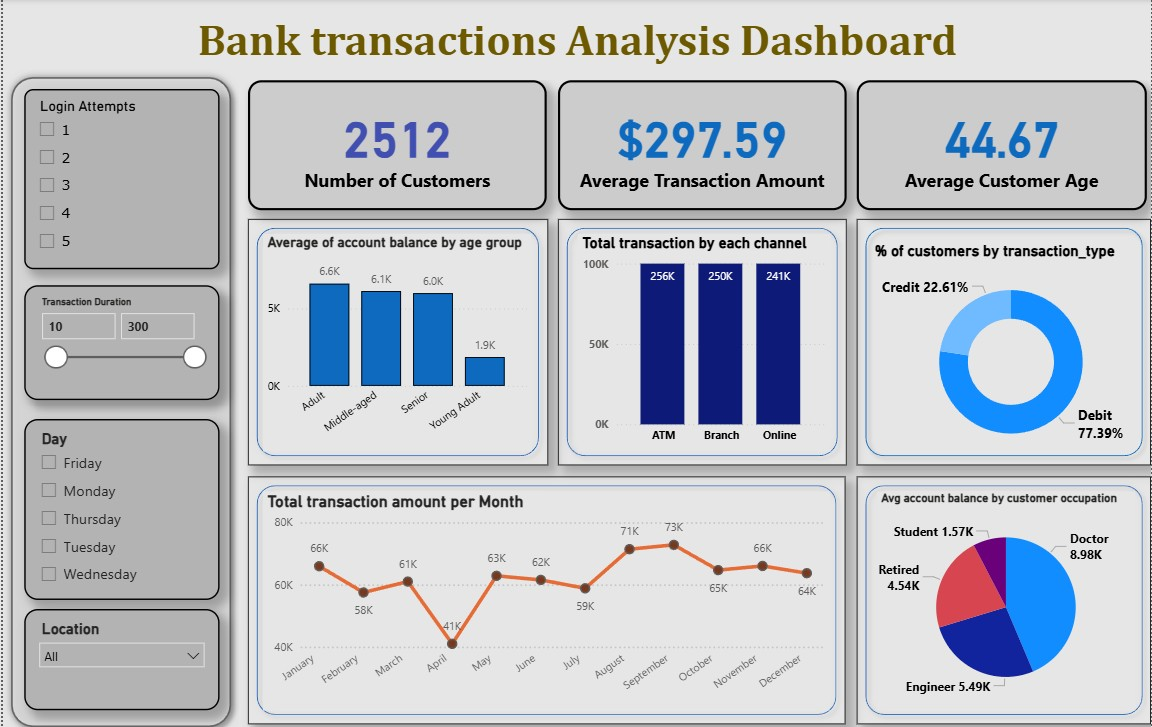 Bank transactions Analysis Dashboard
Login Attempts
1
2
3
4
5
Transaction Duration
10
300
Day
Friday
Monday
Thursday
Tuesday
Wednesday
Location
All
2512
Number of Customers
$297.59
Average Transaction Amount
44.67
Average Customer Age
Average of account balance by age group
6.6K
6.1K
6.0K
1.9K
5K
0K
Adult
Middle-aged
Senior
Young Adult
Total transaction by each channel
100K
50K
0K
256K
250K
241K
ATM
Branch
Online
% of customers by transaction_type
Credit 22.61%
Debit
77.39%
Total transaction amount per Month
80K
60K
40K
66K
58K
61K
41K
63K
62K
59K
71K
73K
65K
66K
64K
January
February
March
April
May
June
July
August
September
October
November
December
Avg account balance by customer occupation
Student 1.57K
Doctor
8.98K
Retired
4.54K
Engineer 5.49K